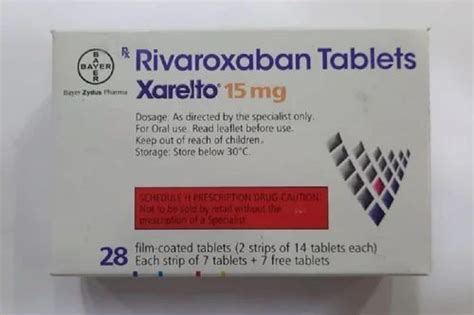 BAYER
BAYER
Bayer Zydus Pharma
Rx Rivaroxaban Tablets
Xarelto® 15 mg
Dosage: As directed by the specialist only.
For Oral use. Read leaflet before use.
Keep out of reach of children.
Storage: Store below 30°C.
SCHEDULE H PRESCRIPTION DRUG-CAUTION
Not to be sold by retail without the
prescription of a Specialist
28 film-coated tablets (2 strips of 14 tablets each)
Each strip of 7 tablets + 7 free tablets